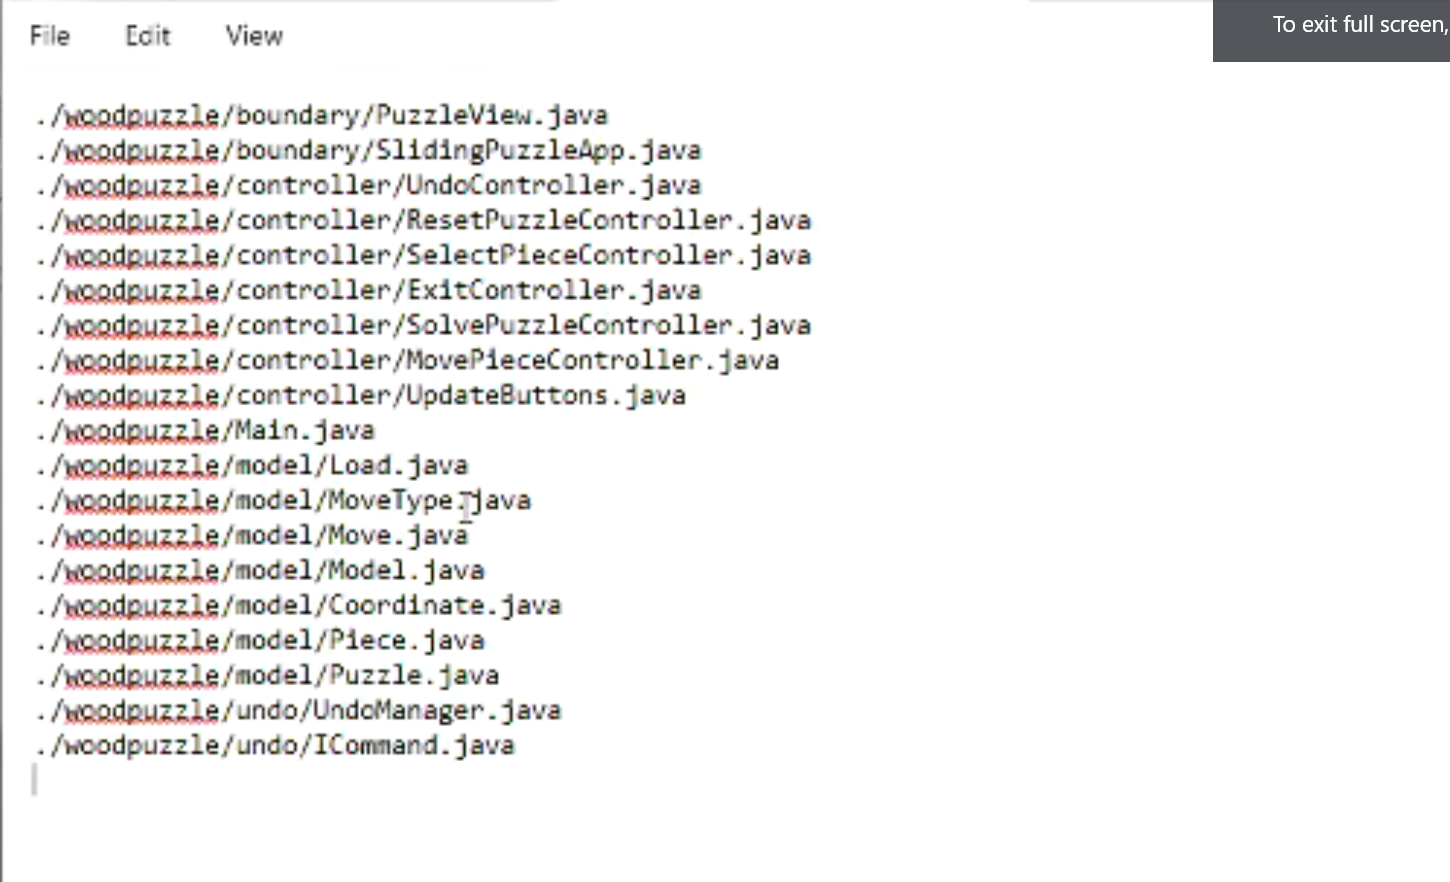 File Edit View
To exit full screen,
./woodpuzzle/boundary/PuzzleView.java
./woodpuzzle/boundary/SlidingPuzzleApp.java
./woodpuzzle/controller/UndoController.java
./woodpuzzle/controller/ResetPuzzleController.java
./woodpuzzle/controller/SelectPieceController.java
./woodpuzzle/controller/ExitController.java
./woodpuzzle/controller/SolvePuzzleController.java
./woodpuzzle/controller/MovePieceController.java
./woodpuzzle/controller/UpdateButtons.java
./woodpuzzle/Main.java
./woodpuzzle/model/Load.java
./woodpuzzle/model/MoveType.java
./woodpuzzle/model/Move.java
./woodpuzzle/model/Model.java
./woodpuzzle/model/Coordinate.java
./woodpuzzle/model/Piece.java
./woodpuzzle/model/Puzzle.java
./woodpuzzle/undo/UndoManager.java
./woodpuzzle/undo/ICommand.java